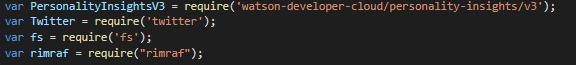 var PersonalityInsightsV3 = require('watson-developer-cloud/personality-insights/v3');
var Twitter = require('twitter');
var fs = require('fs');
var rimraf = require("rimraf");